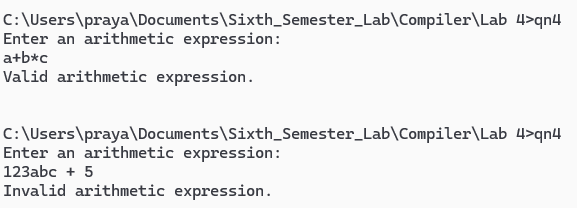 C:\Users\praya\Documents\Sixth_Semester_Lab\Compiler\Lab 4>qn4
Enter an arithmetic expression:
a+b*c
Valid arithmetic expression.
C:\Users\praya\Documents\Sixth_Semester_Lab\Compiler\Lab 4>qn4
Enter an arithmetic expression:
123abc + 5
Invalid arithmetic expression.